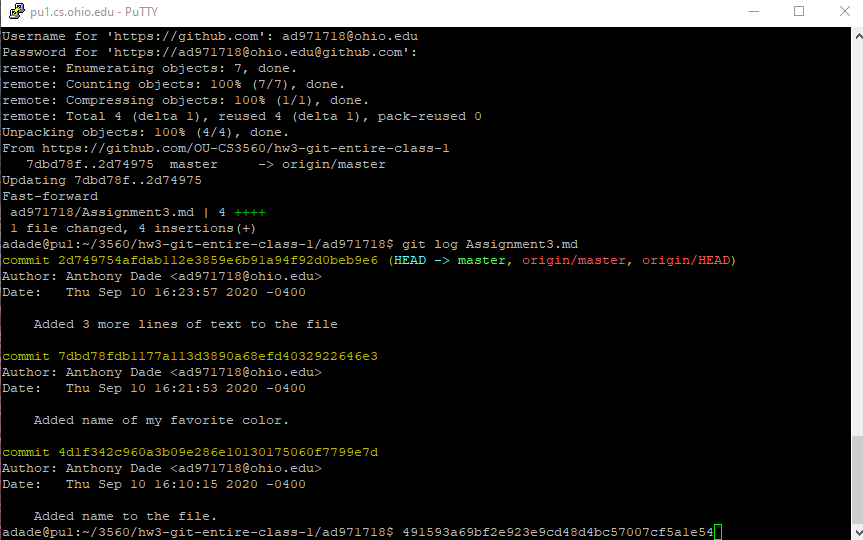 pu1.cs.ohio.edu - PuTTY
Username for 'https://github.com': ad971718@ohio.edu
Password for 'https://ad971718@ohio.edu@github.com':
remote: Enumerating objects: 7, done.
remote: Counting objects: 100% (7/7), done.
remote: Compressing objects: 100% (1/1), done.
remote: Total 4 (delta 1), reused 4 (delta 1), pack-reused 0
Unpacking objects: 100% (4/4), done.
From https://github.com/OU-CS3560/hw3-git-entire-class-1
   7dbd78f..2d74975  master     -> origin/master
Updating 7dbd78f..2d74975
Fast-forward
 ad971718/Assignment3.md | 4 ++++
 1 file changed, 4 insertions(+)
adade@pu1:~/3560/hw3-git-entire-class-1/ad971718$ git log Assignment3.md
commit 2d749754afdab112e3859e6b91a94f92d0beb9e6 (HEAD -> master, origin/master, origin/HEAD)
Author: Anthony Dade <ad971718@ohio.edu>
Date:   Thu Sep 10 16:23:57 2020 -0400
    Added 3 more lines of text to the file
commit 7dbd78fdb1177a113d3890a68efd4032922646e3
Author: Anthony Dade <ad971718@ohio.edu>
Date:   Thu Sep 10 16:21:53 2020 -0400
    Added name of my favorite color.
commit 4d1f342c960a3b09e286e10130175060f7799e7d
Author: Anthony Dade <ad971718@ohio.edu>
Date:   Thu Sep 10 16:10:15 2020 -0400
    Added name to the file.
adade@pu1:~/3560/hw3-git-entire-class-1/ad971718$ 491593a69bf2e923e9cd48d4bc57007cf5a1e54